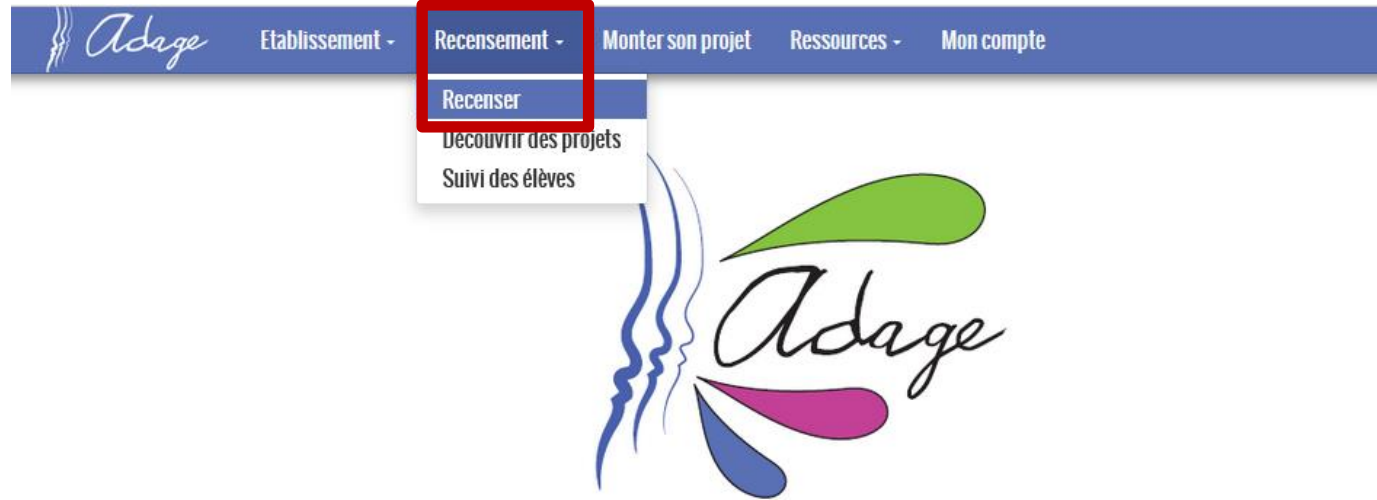 Adage Etablissement Recensement Monter son projet Ressources Mon compte
Recenser
Découvrir des projets
Suivi des élèves
Adage